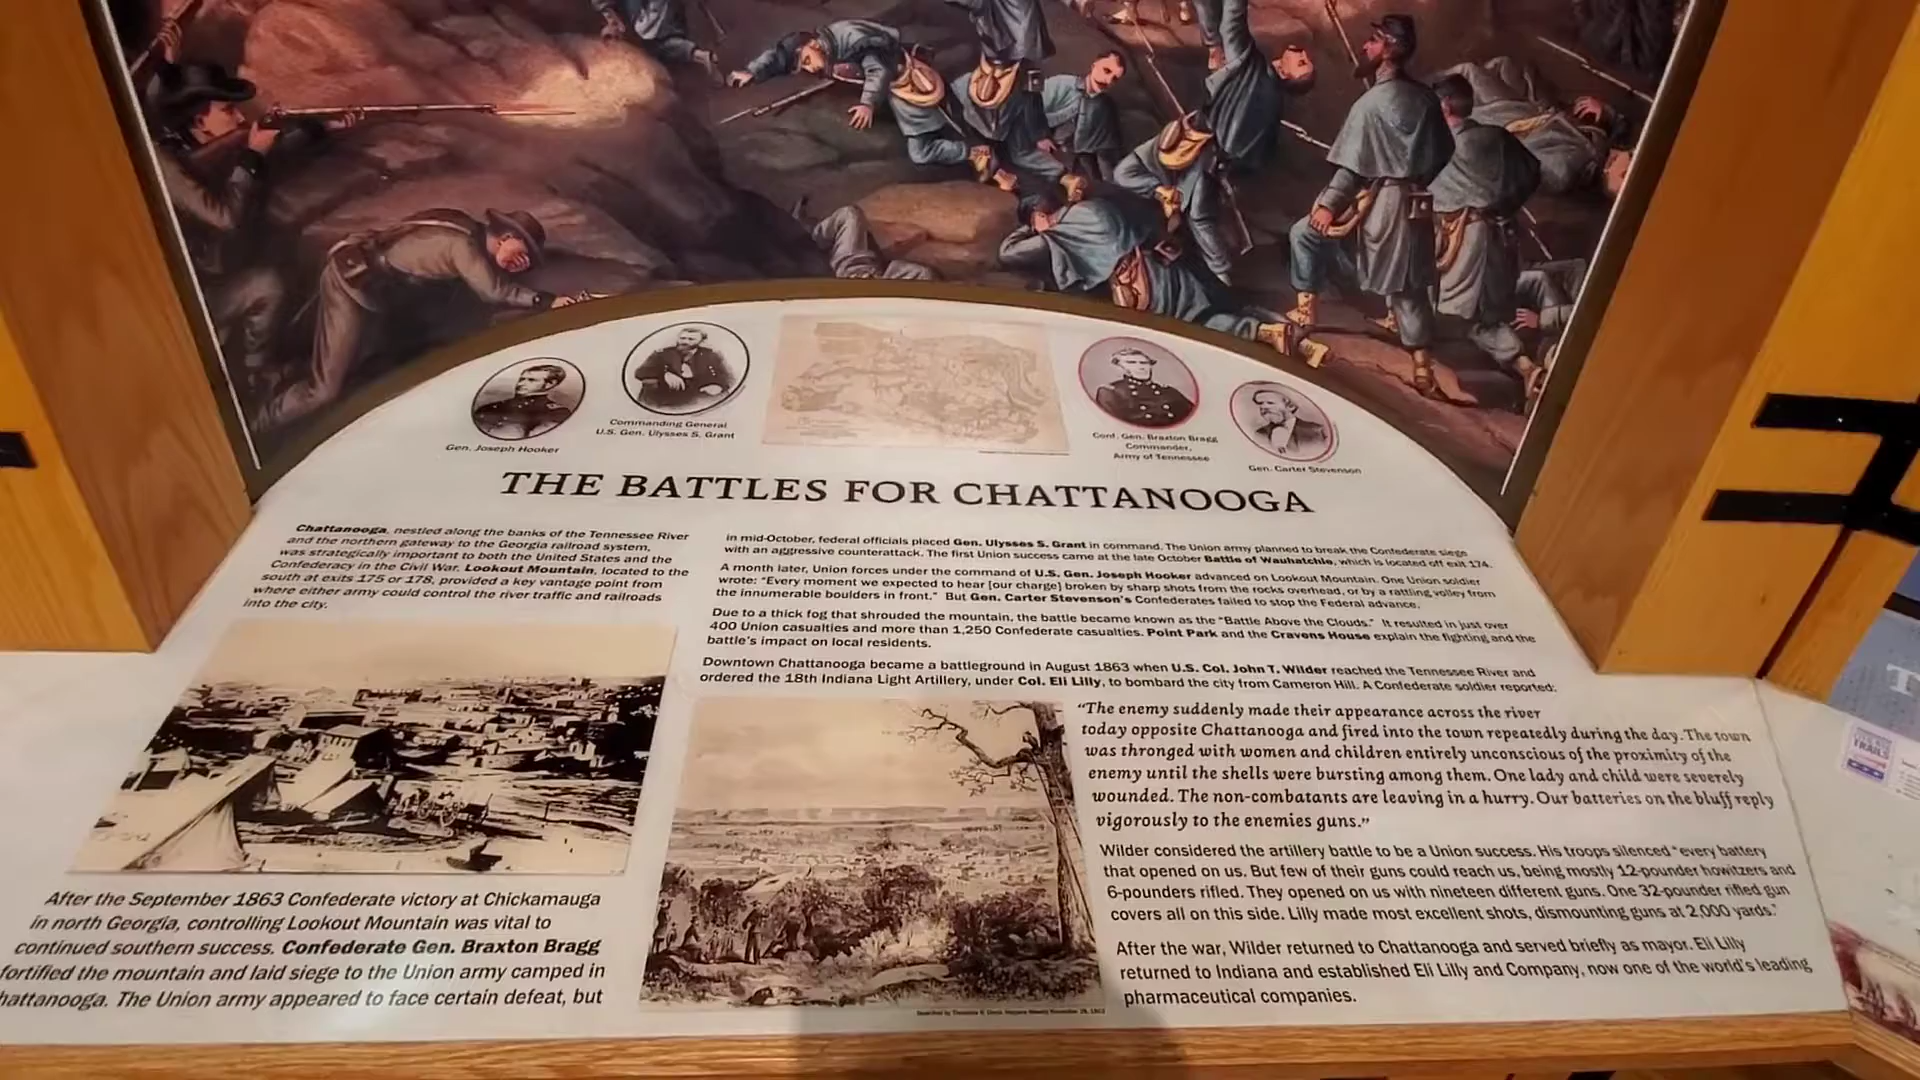 Gen. Joseph Hooker
Commanding General
U.S. Gen. Ulysses S. Grant
Conf. Gen. Braxton Bragg
Commander,
Army of Tennessee
Gen. Carter Stevenson
THE BATTLES FOR CHATTANOOGA
Chattanooga, nestled along the banks of the Tennessee River
and the northern gateway to the Georgia railroad system,
was strategically important to both the United States and the
Confederacy in the Civil War. Lookout Mountain, located to the
south at exits 175 or 178, provided a key vantage point from
where either army could control the river traffic and railroads
into the city.
After the September 1863 Confederate victory at Chickamauga
in north Georgia, controlling Lookout Mountain was vital to
continued southern success. Confederate Gen. Braxton Bragg
fortified the mountain and laid siege to the Union army camped in
hattanooga. The Union army appeared to face certain defeat, but
in mid-October, federal officials placed Gen. Ulysses S. Grant in command. The Union army planned to break the Confederate siege
with an aggressive counterattack. The first Union success came at the late October Battle of Wauhatchie, which is located off exit 174.
A month later, Union forces under the command of U.S. Gen. Joseph Hooker advanced on Lookout Mountain. One Union soldier
wrote: "Every moment we expected to hear [our charge] broken by sharp shots from the rocks overhead, or by a rattling volley from
the innumerable boulders in front." But Gen. Carter Stevenson's Confederates failed to stop the Federal advance.
Due to a thick fog that shrouded the mountain, the battle became known as the "Battle Above the Clouds." It resulted in just over
400 Union casualties and more than 1,250 Confederate casualties. Point Park and the Cravens House explain the fighting and the
battle's impact on local residents.
Downtown Chattanooga became a battleground in August 1863 when U.S. Col. John T. Wilder reached the Tennessee River and
ordered the 18th Indiana Light Artillery, under Col. Eli Lilly, to bombard the city from Cameron Hill. A Confederate soldier reported:
"The enemy suddenly made their appearance across the river
today opposite Chattanooga and fired into the town repeatedly during the day. The town
was thronged with women and children entirely unconscious of the proximity of the
enemy until the shells were bursting among them. One lady and child were severely
wounded. The non-combatants are leaving in a hurry. Our batteries on the bluff reply
vigorously to the enemies guns."
Wilder considered the artillery battle to be a Union success. His troops silenced "every battery
that opened on us. But few of their guns could reach us, being mostly 12-pounder howitzers and
6-pounders rifled. They opened on us with nineteen different guns. One 32-pounder rifled gun
covers all on this side. Lilly made most excellent shots, dismounting guns at 2,000 yards."
After the war, Wilder returned to Chattanooga and served briefly as mayor. Eli Lilly
returned to Indiana and established Eli Lilly and Company, now one of the world's leading
pharmaceutical companies.
TRAILS